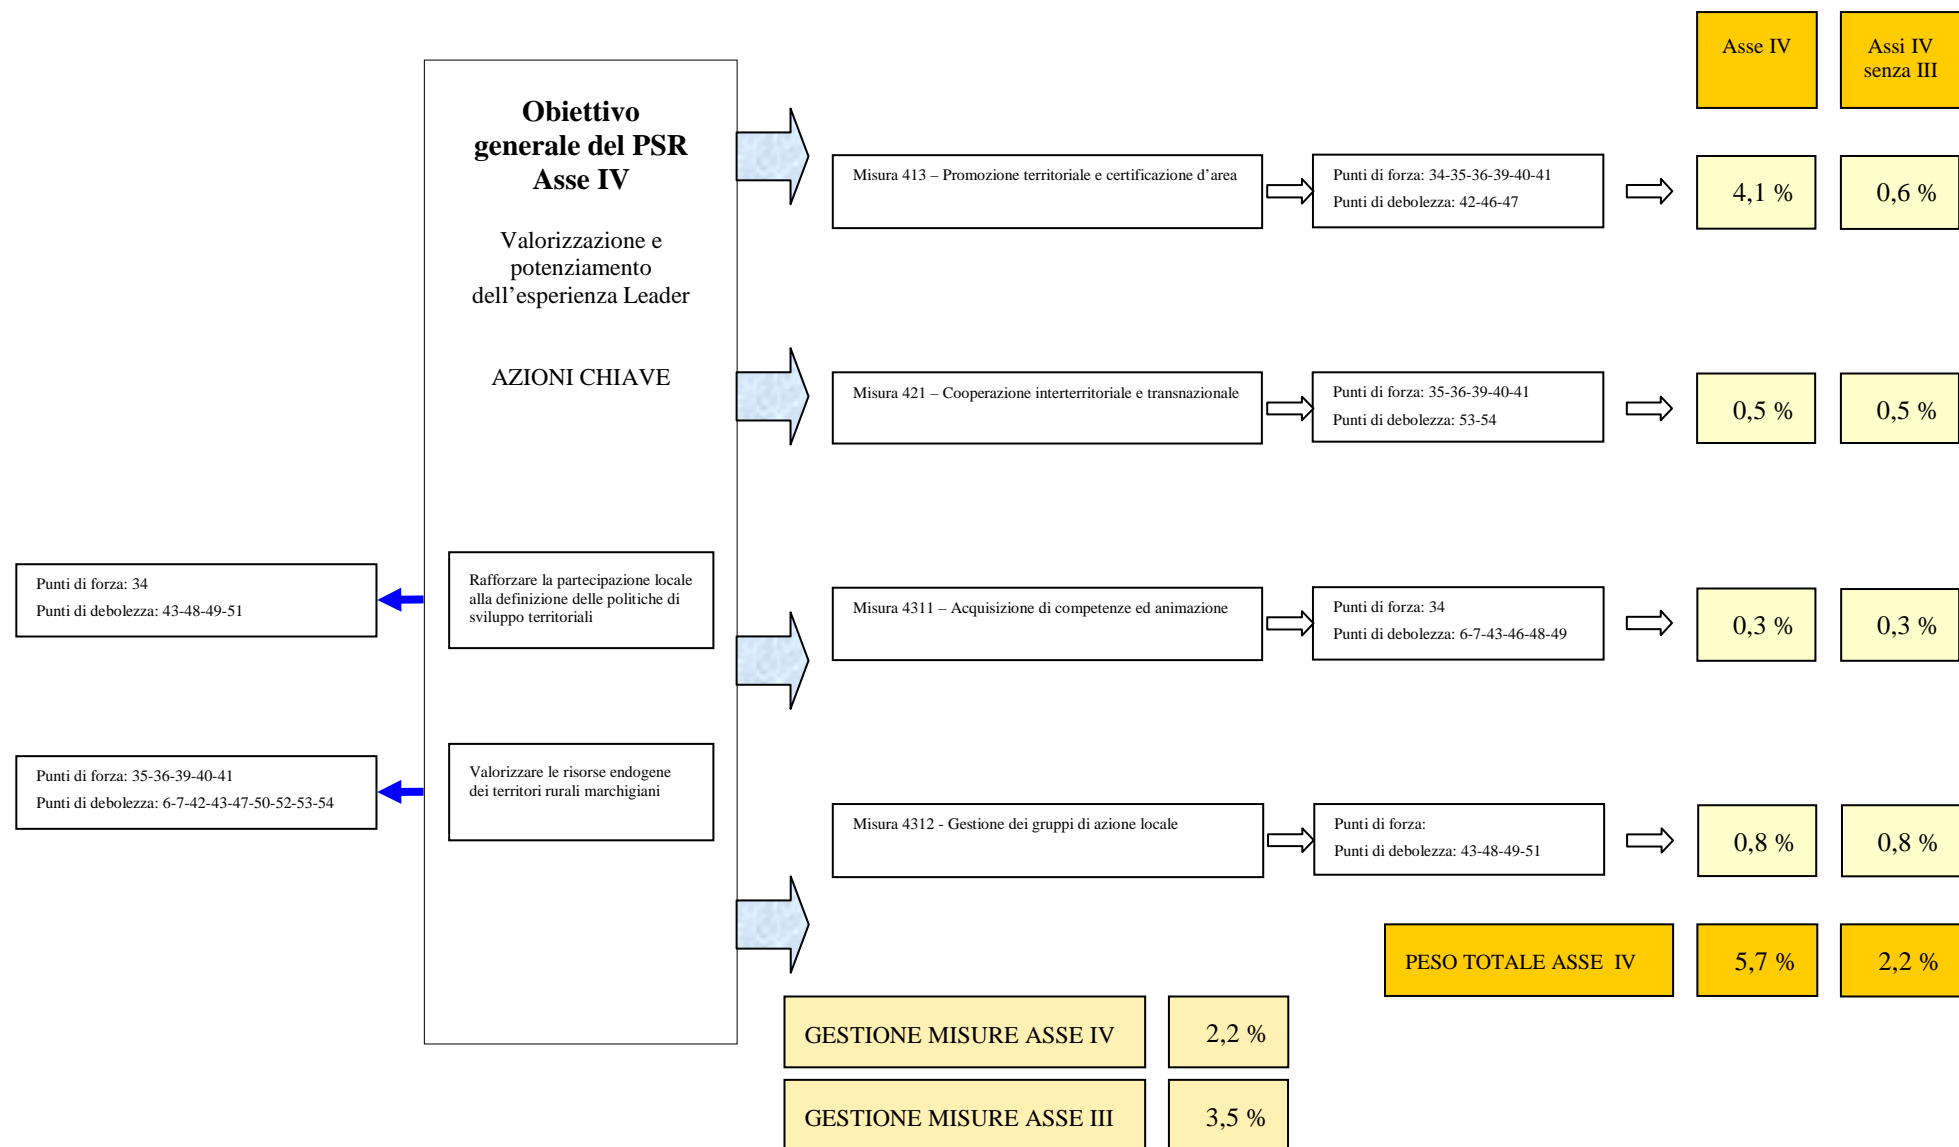 Asse IV
Assi IV
senza III
Obiettivo
generale del PSR
Asse IV
Valorizzazione e
potenziamento
dell’esperienza Leader
AZIONI CHIAVE
Misura 413 – Promozione territoriale e certificazione d’area
Punti di forza: 34-35-36-39-40-41
Punti di debolezza: 42-46-47
4,1 %
0,6 %
Misura 421 – Cooperazione interterritoriale e transnazionale
Punti di forza: 35-36-39-40-41
Punti di debolezza: 53-54
0,5 %
0,5 %
Punti di forza: 34
Punti di debolezza: 43-48-49-51
Rafforzare la partecipazione locale
alla definizione delle politiche di
sviluppo territoriali
Misura 4311 – Acquisizione di competenze ed animazione
Punti di forza: 34
Punti di debolezza: 6-7-43-46-48-49
0,3 %
0,3 %
Punti di forza: 35-36-39-40-41
Punti di debolezza: 6-7-42-43-47-50-52-53-54
Valorizzare le risorse endogene
dei territori rurali marchigiani
Misura 4312 - Gestione dei gruppi di azione locale
Punti di forza:
Punti di debolezza: 43-48-49-51
0,8 %
0,8 %
PESO TOTALE ASSE IV
5,7 %
2,2 %
GESTIONE MISURE ASSE IV
2,2 %
GESTIONE MISURE ASSE III
3,5 %